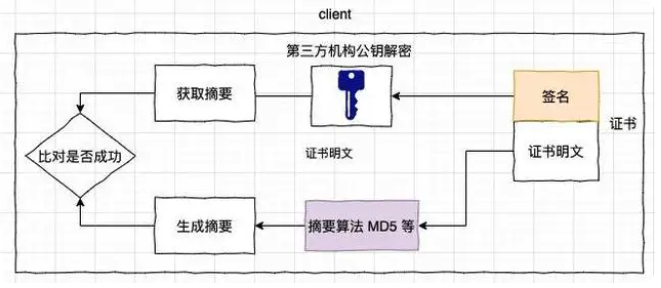 client
第三方机构公钥解密
获取摘要
签名
证书
比对是否成功
证书明文
证书明文
生成摘要
摘要算法 MD5 等